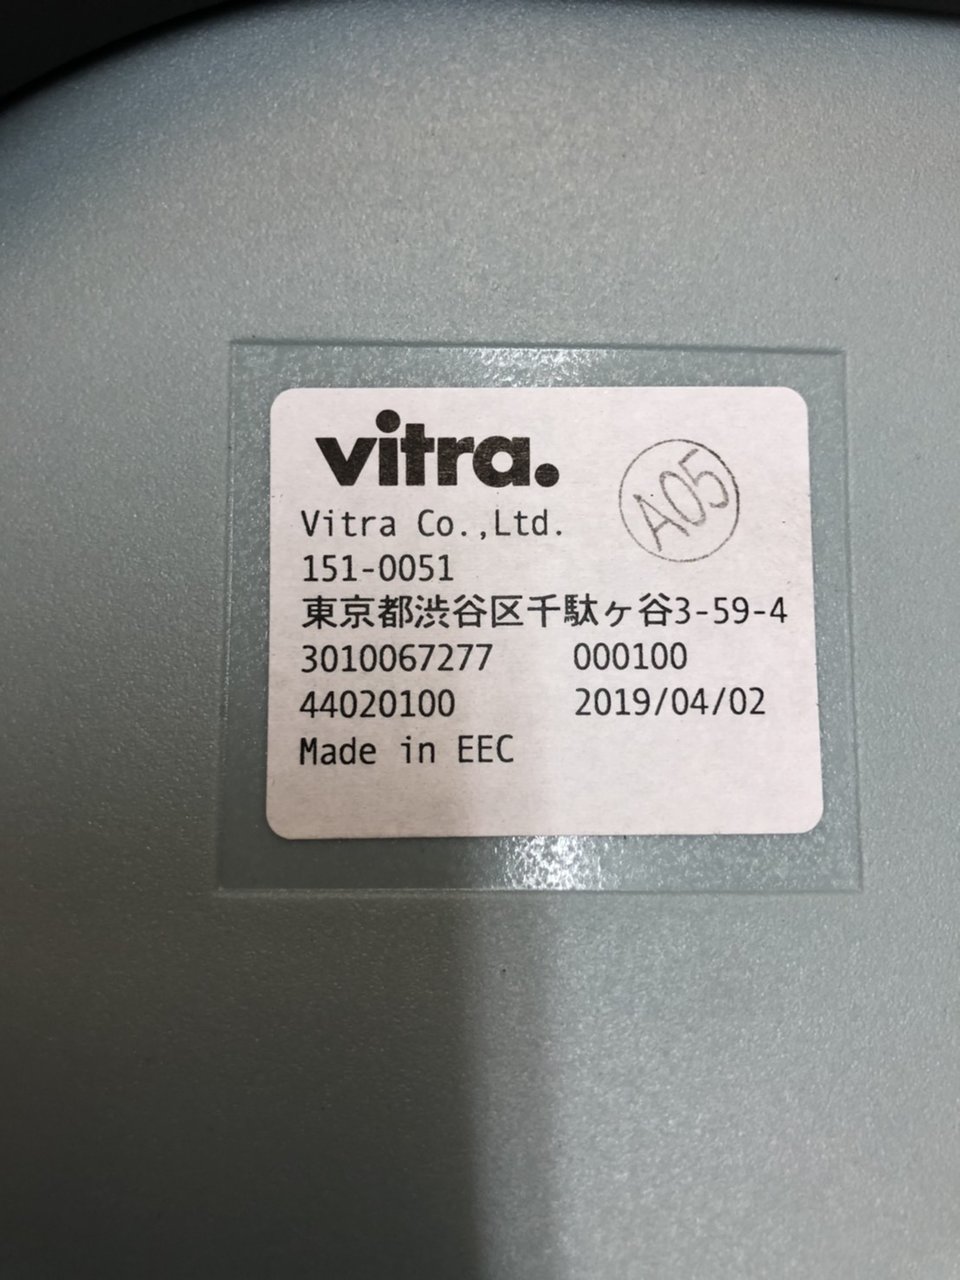 vitra.
A05
Vitra Co.,Ltd.
151-0051
東京都渋谷区千駄ヶ谷3-59-4
3010067277 000100
44020100 2019/04/02
Made in EEC